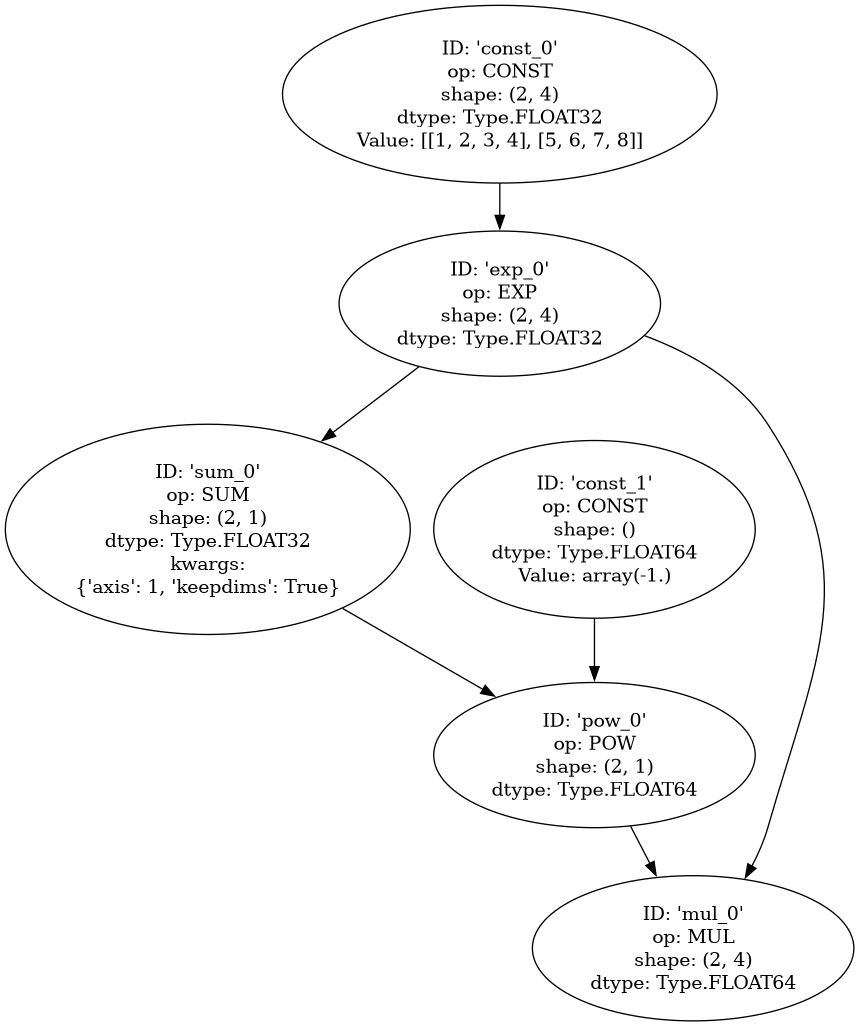 ID: 'const_0'
op: CONST
shape: (2, 4)
dtype: Type.FLOAT32
Value: [[1, 2, 3, 4], [5, 6, 7, 8]]
ID: 'exp_0'
op: EXP
shape: (2, 4)
dtype: Type.FLOAT32
ID: 'sum_0'
op: SUM
shape: (2, 1)
dtype: Type.FLOAT32
kwargs:
{'axis': 1, 'keepdims': True}
ID: 'const_1'
op: CONST
shape: ()
dtype: Type.FLOAT64
Value: array(-1.)
ID: 'pow_0'
op: POW
shape: (2, 1)
dtype: Type.FLOAT64
ID: 'mul_0'
op: MUL
shape: (2, 4)
dtype: Type.FLOAT64